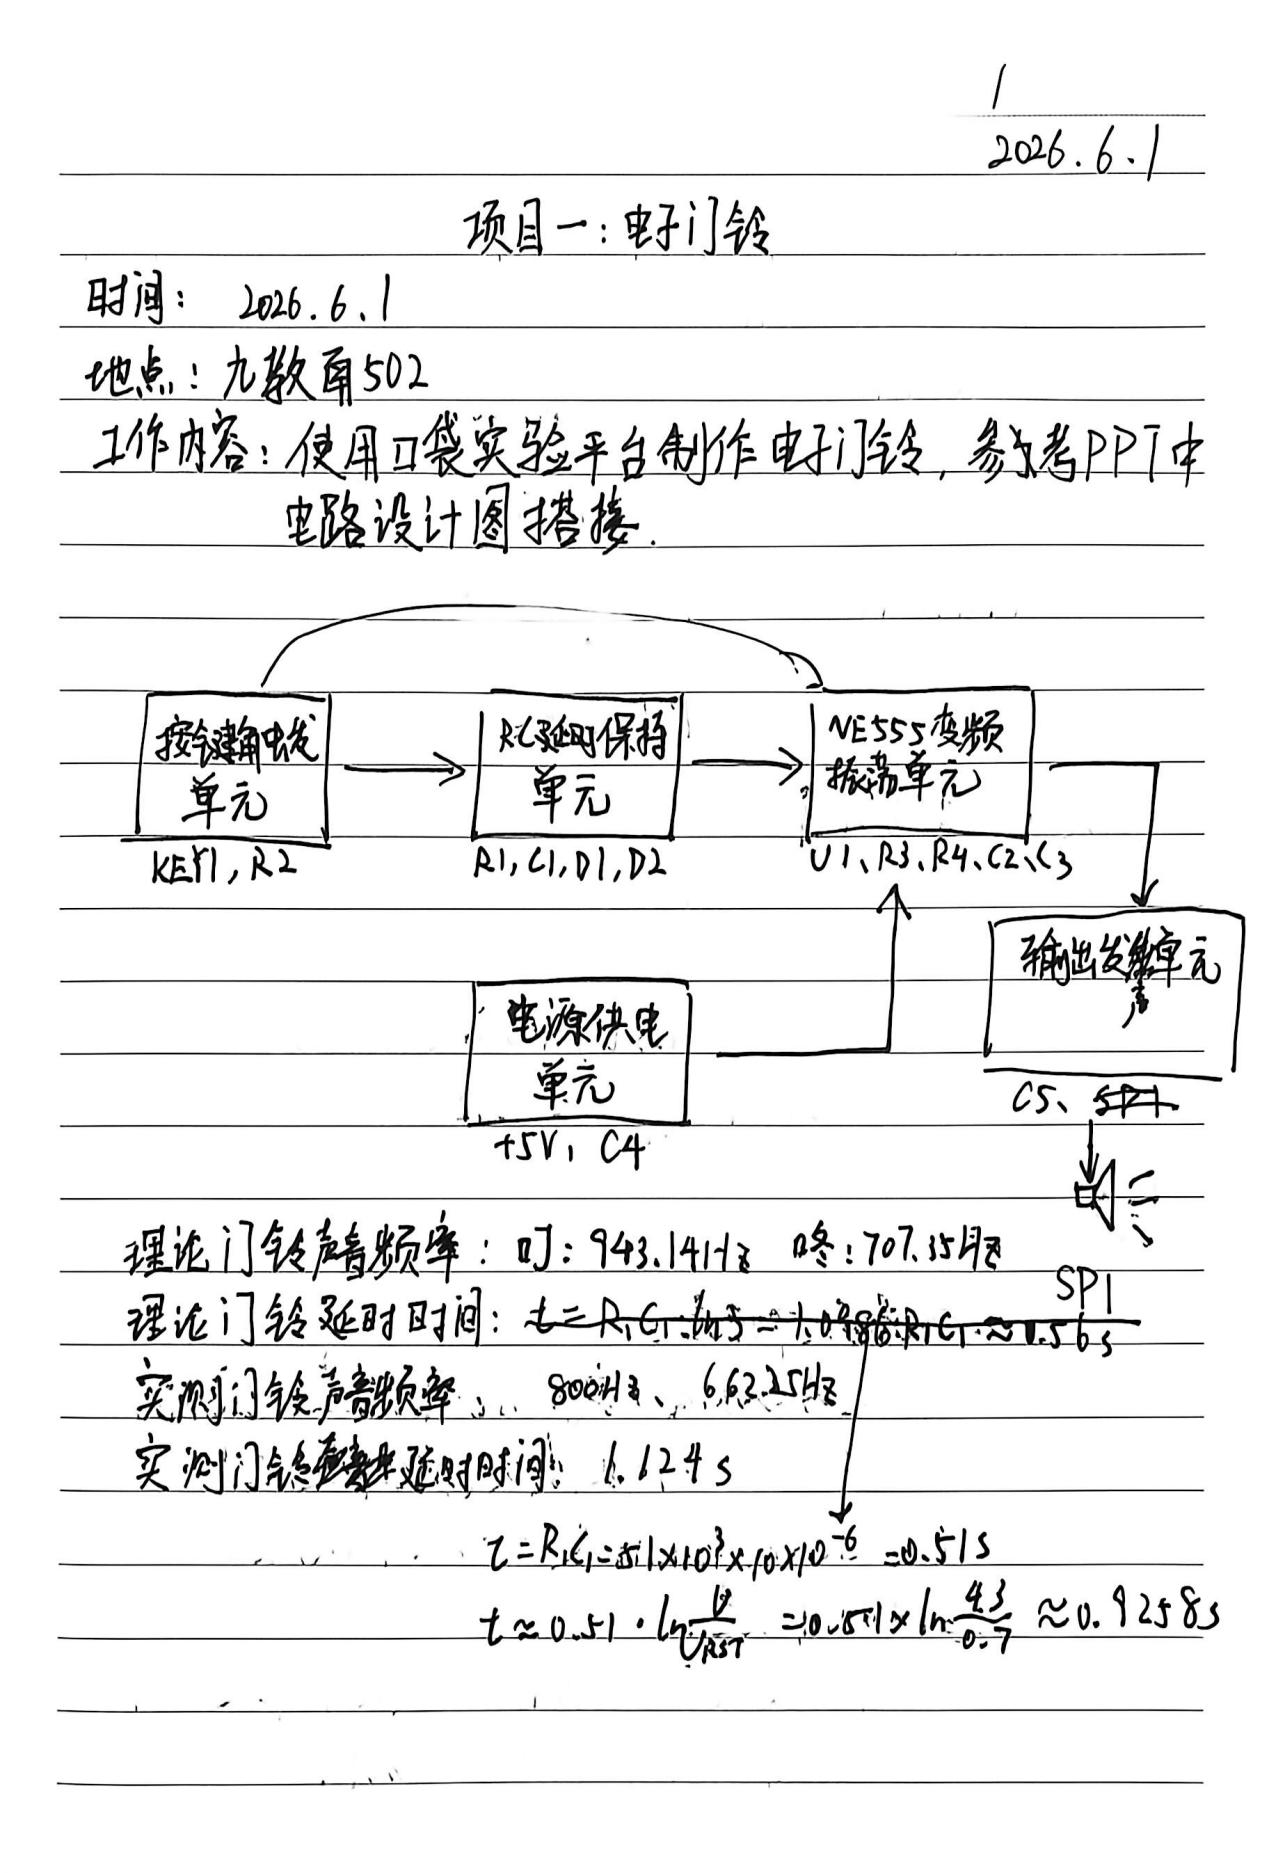 1
2026.6.1
项目一：电子门铃
时间： 2026.6.1
地点：九教南502
工作内容：使用口袋实验平台制作电子门铃，参考PPT中
电路设计图搭接.
按键触发
单元
KEY1, R2
RC延时保持
单元
R1, C1, D1, D2
NE555变频
振荡单元
U1、R3、R4、C2、C3
输出发声单元
C5、SP1
电源供电
单元
+5V, C4
理论门铃声音频率：叮：943.14Hz 咚：707.35Hz
SP1
理论门铃延时时间：t=R₁C₁·ln3=1.0986·R₁C₁≈0.56s
实测门铃声音频率： 800Hz、662.25Hz
实测门铃延时时间： 1.124s
τ=R₁C₁=51×10³×10×10⁻⁶=0.51s
t≈0.51·ln U/U_RST =0.51×ln 4.3/0.7 ≈0.9258s